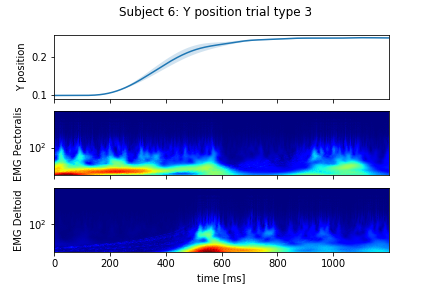 Subject 6: Y position trial type 3
Y position
0.2
0.1
EMG Pectoralis
10²
EMG Deltoid
10²
0 200 400 600 800 1000
time [ms]